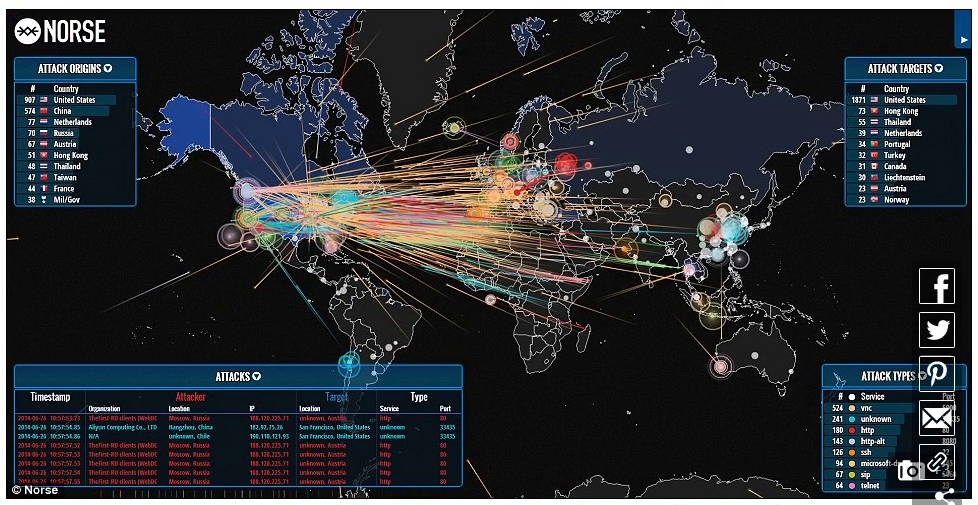 NORSE
ATTACK ORIGINS
# Country
907 United States
574 China
77 Netherlands
70 Russia
67 Austria
51 Hong Kong
48 Thailand
47 Taiwan
44 France
38 Mil/Gov
ATTACK TARGETS
# Country
1871 United States
73 Hong Kong
55 Thailand
39 Netherlands
34 Portugal
32 Turkey
31 Canada
30 Liechtenstein
23 Austria
23 Norway
ATTACKS
Timestamp Attacker Target Type
Organization Location IP Location Service Port
2014-06-26 10:57:53.23 TheFirst-RU clients (WebDC Moscow, Russia 188.120.225.71 unknown, Austria http 80
2014-06-26 10:57:54.85 Aliyun Computing Co., LTD Hangzhou, China 182.92.75.26 San Francisco, United States unknown 33435
2014-06-26 10:57:54.86 N/A unknown, Chile 190.110.121.93 San Francisco, United States unknown 33435
2014-06-26 10:57:57.52 TheFirst-RU clients (WebDC Moscow, Russia 188.120.225.71 unknown, Austria http 80
2014-06-26 10:57:57.52 TheFirst-RU clients (WebDC Moscow, Russia 188.120.225.71 unknown, Austria http 80
2014-06-26 10:57:57.53 TheFirst-RU clients (WebDC Moscow, Russia 188.120.225.71 unknown, Austria http 80
2014-06-26 10:57:57.54 TheFirst-RU clients (WebDC Moscow, Russia 188.120.225.71 unknown, Austria http 80
2014-06-26 10:57:57.55 TheFirst-RU clients (WebDC Moscow, Russia 188.120.225.71 unknown, Austria http 80
ATTACK TYPES
# Service
524 vnc
241 unknown
180 http 80
143 http-alt 8080
126 ssh
94 microsoft-d
67 sip
64 telnet 23
© Norse